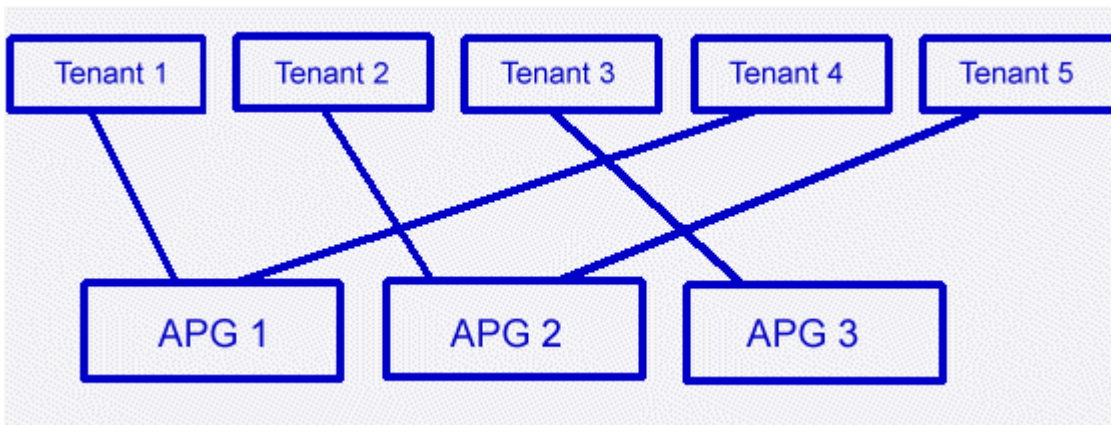 Tenant 1
Tenant 2
Tenant 3
Tenant 4
Tenant 5
APG 1
APG 2
APG 3